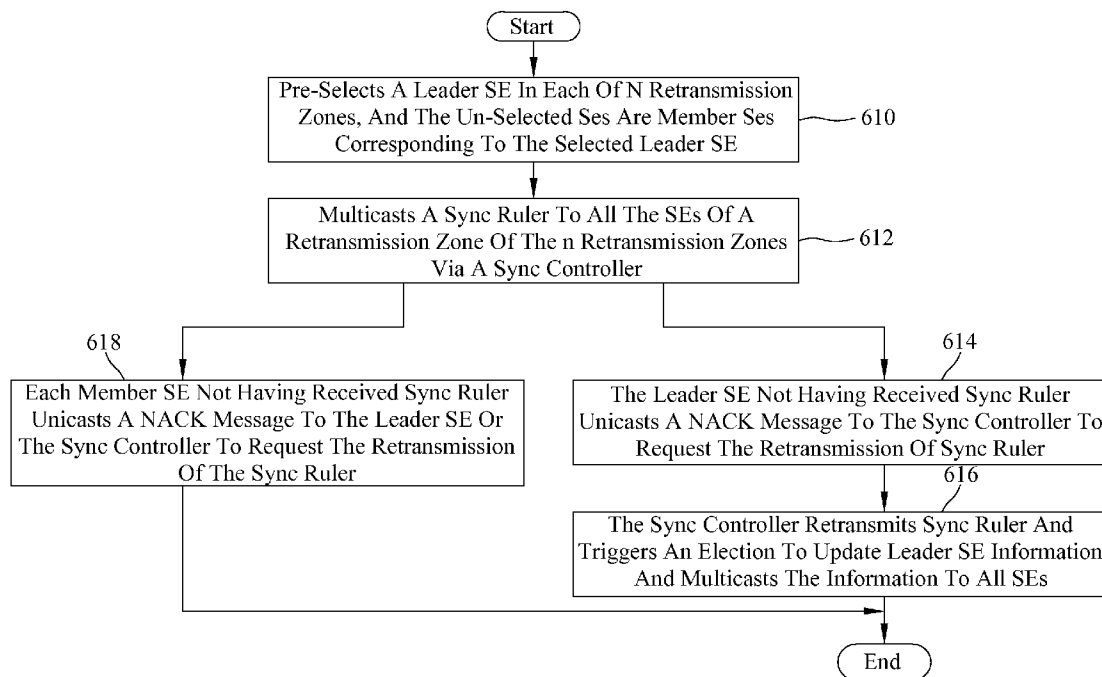 Start
Pre-Selects A Leader SE In Each Of N Retransmission
Zones, And The Un-Selected Ses Are Member Ses
Corresponding To The Selected Leader SE
610
Multicasts A Sync Ruler To All The SEs Of A
Retransmission Zone Of The n Retransmission Zones
Via A Sync Controller
612
618
Each Member SE Not Having Received Sync Ruler
Unicasts A NACK Message To The Leader SE Or
The Sync Controller To Request The Retransmission
Of The Sync Ruler
614
The Leader SE Not Having Received Sync Ruler
Unicasts A NACK Message To The Sync Controller To
Request The Retransmission Of Sync Ruler
616
The Sync Controller Retransmits Sync Ruler And
Triggers An Election To Update Leader SE Information
And Multicasts The Information To All SEs
End